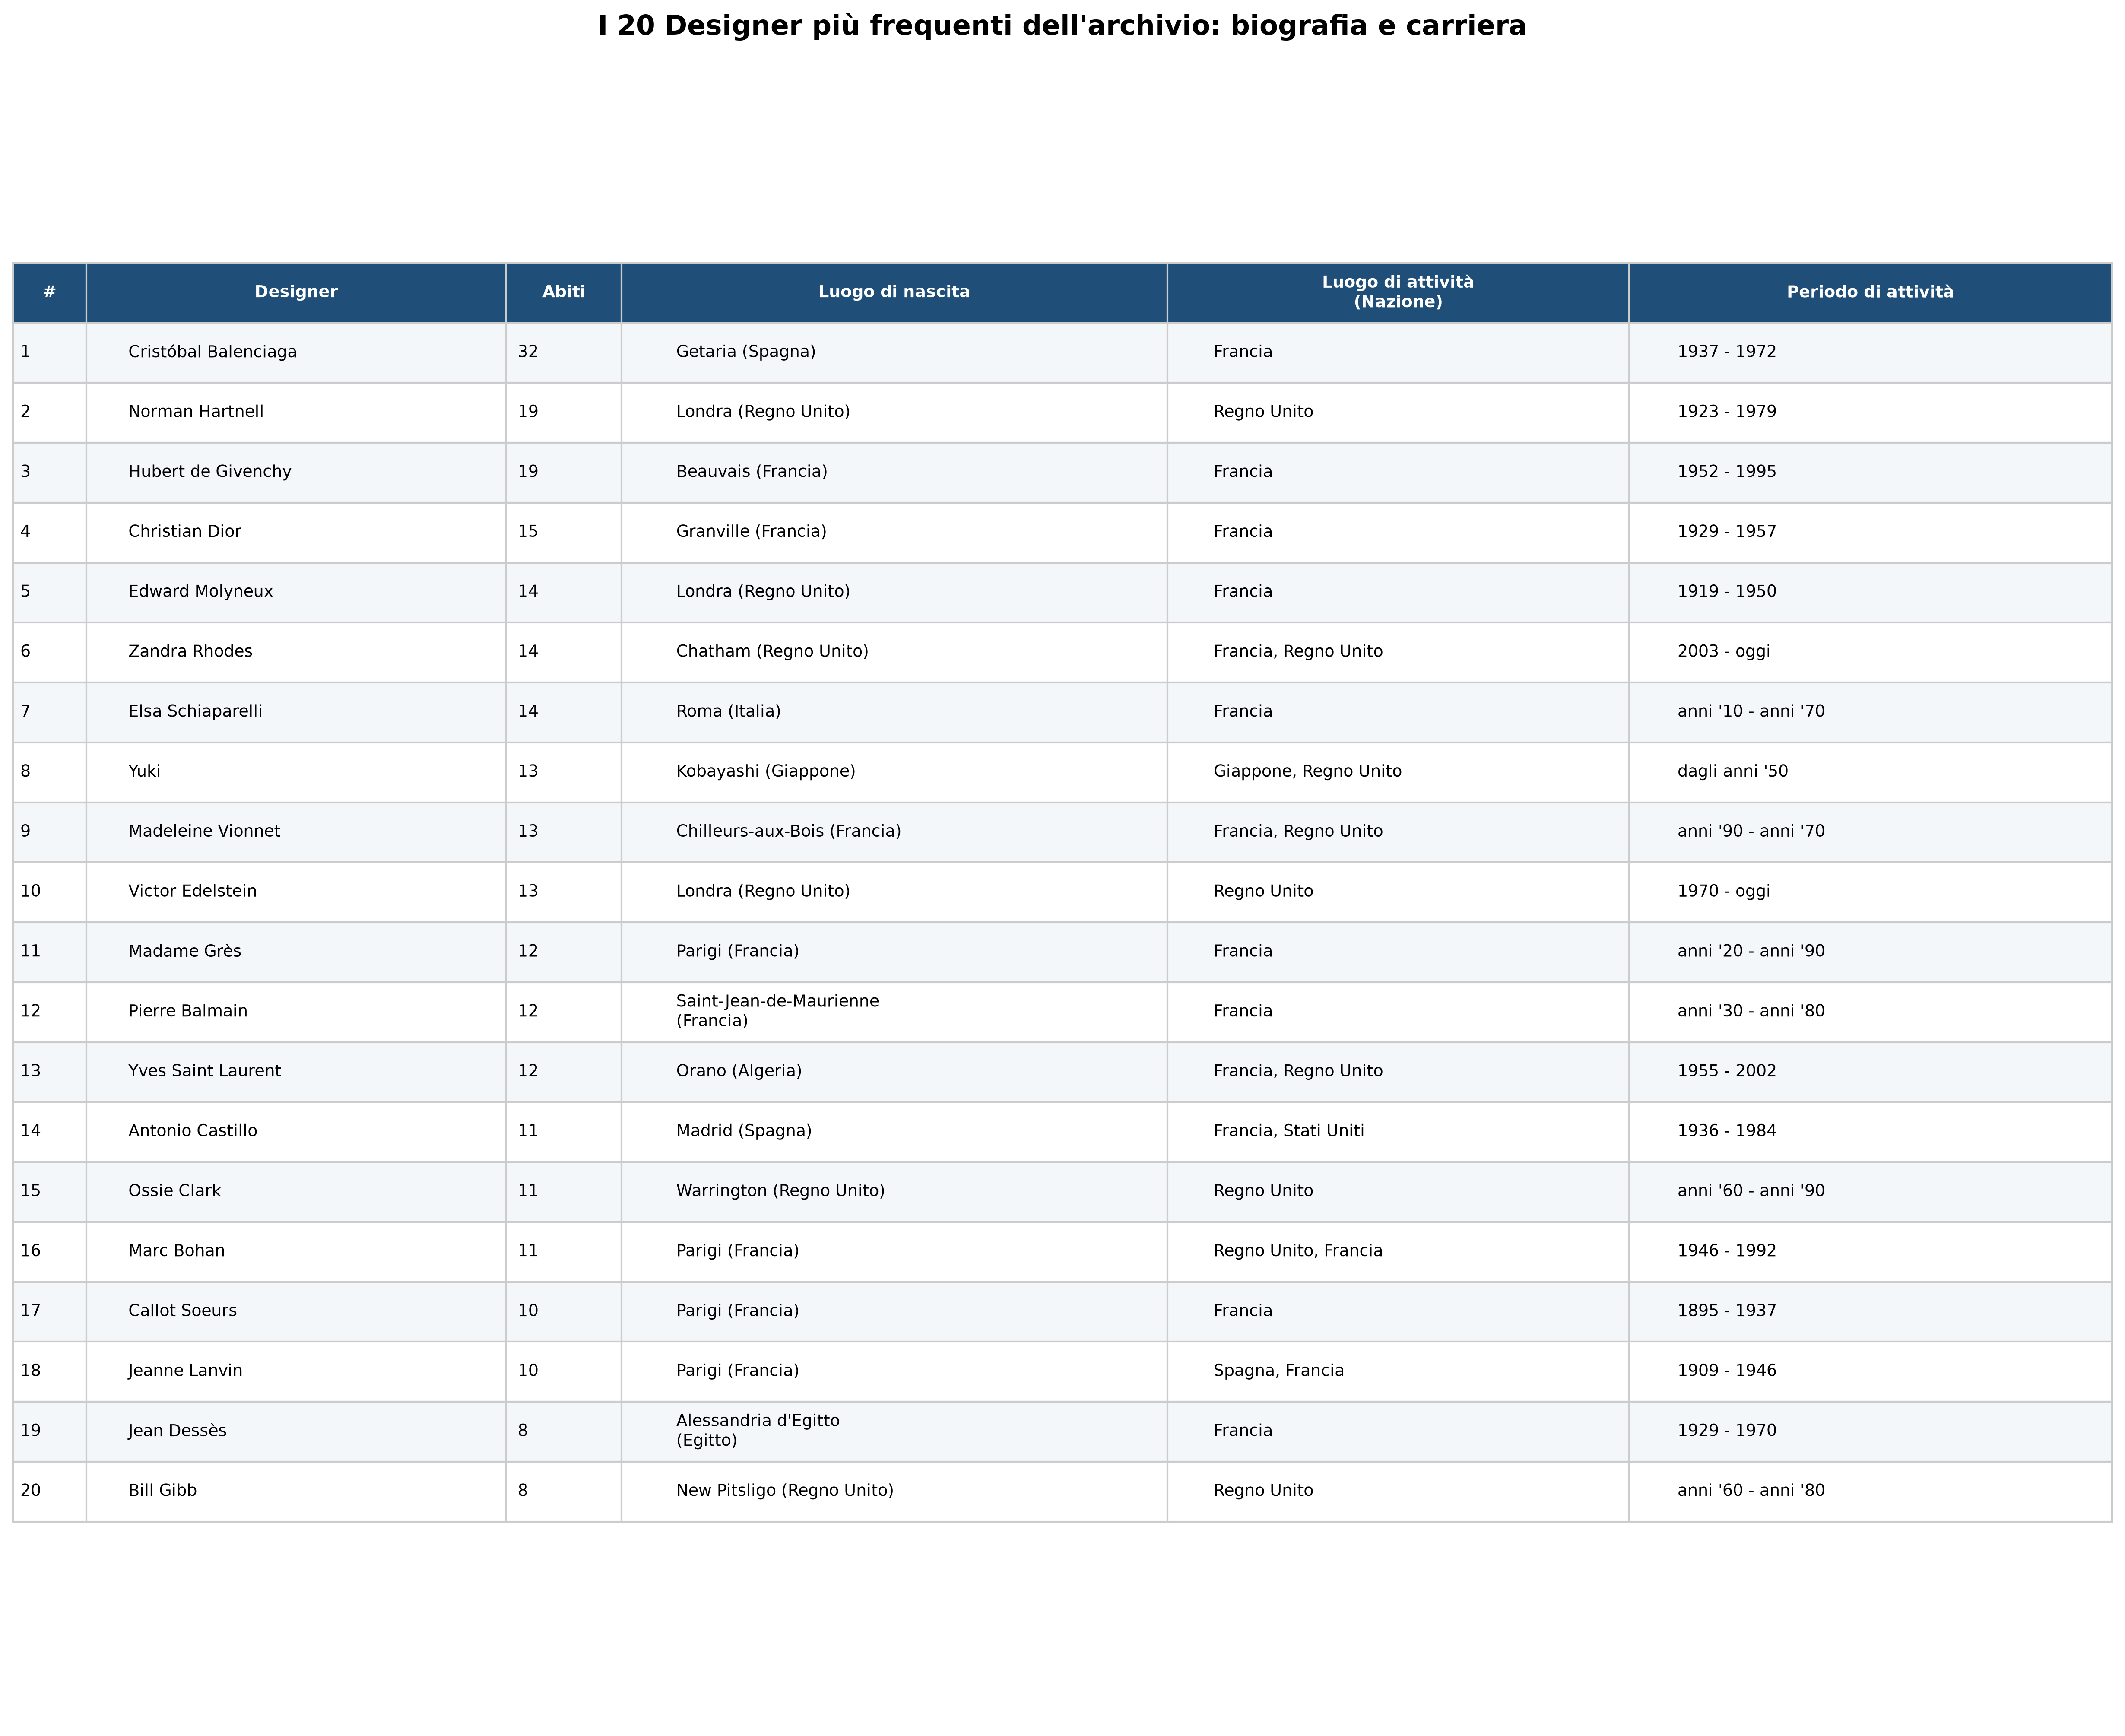 I 20 Designer più frequenti dell'archivio: biografia e carriera
# Designer Abiti Luogo di nascita Luogo di attività (Nazione) Periodo di attività
1 Cristóbal Balenciaga 32 Getaria (Spagna) Francia 1937 - 1972
2 Norman Hartnell 19 Londra (Regno Unito) Regno Unito 1923 - 1979
3 Hubert de Givenchy 19 Beauvais (Francia) Francia 1952 - 1995
4 Christian Dior 15 Granville (Francia) Francia 1929 - 1957
5 Edward Molyneux 14 Londra (Regno Unito) Francia 1919 - 1950
6 Zandra Rhodes 14 Chatham (Regno Unito) Francia, Regno Unito 2003 - oggi
7 Elsa Schiaparelli 14 Roma (Italia) Francia anni '10 - anni '70
8 Yuki 13 Kobayashi (Giappone) Giappone, Regno Unito dagli anni '50
9 Madeleine Vionnet 13 Chilleurs-aux-Bois (Francia) Francia, Regno Unito anni '90 - anni '70
10 Victor Edelstein 13 Londra (Regno Unito) Regno Unito 1970 - oggi
11 Madame Grès 12 Parigi (Francia) Francia anni '20 - anni '90
12 Pierre Balmain 12 Saint-Jean-de-Maurienne (Francia) Francia anni '30 - anni '80
13 Yves Saint Laurent 12 Orano (Algeria) Francia, Regno Unito 1955 - 2002
14 Antonio Castillo 11 Madrid (Spagna) Francia, Stati Uniti 1936 - 1984
15 Ossie Clark 11 Warrington (Regno Unito) Regno Unito anni '60 - anni '90
16 Marc Bohan 11 Parigi (Francia) Regno Unito, Francia 1946 - 1992
17 Callot Soeurs 10 Parigi (Francia) Francia 1895 - 1937
18 Jeanne Lanvin 10 Parigi (Francia) Spagna, Francia 1909 - 1946
19 Jean Dessès 8 Alessandria d'Egitto (Egitto) Francia 1929 - 1970
20 Bill Gibb 8 New Pitsligo (Regno Unito) Regno Unito anni '60 - anni '80